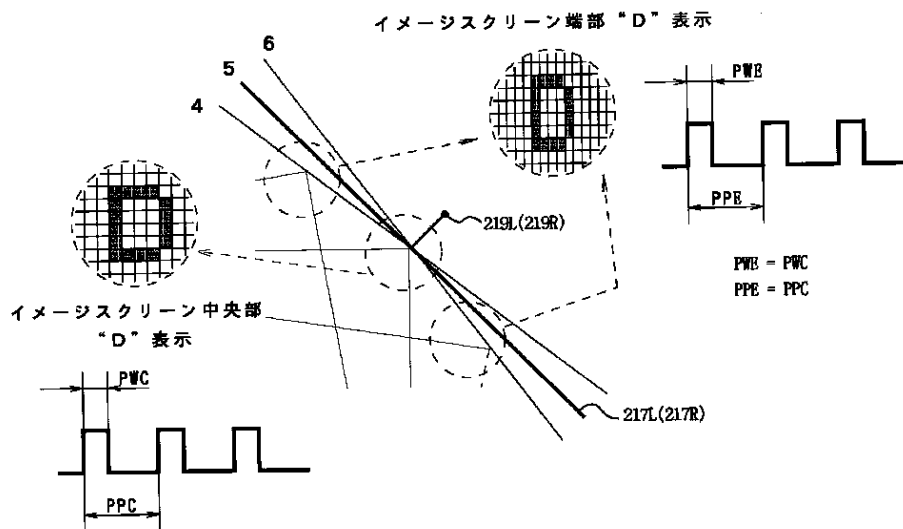 イメージスクリーン端部“D”表示
6
5
4
PWE
PPE
219L(219R)
PWE = PWC
PPE = PPC
イメージスクリーン中央部
“D”表示
PWC
217L(217R)
PPC